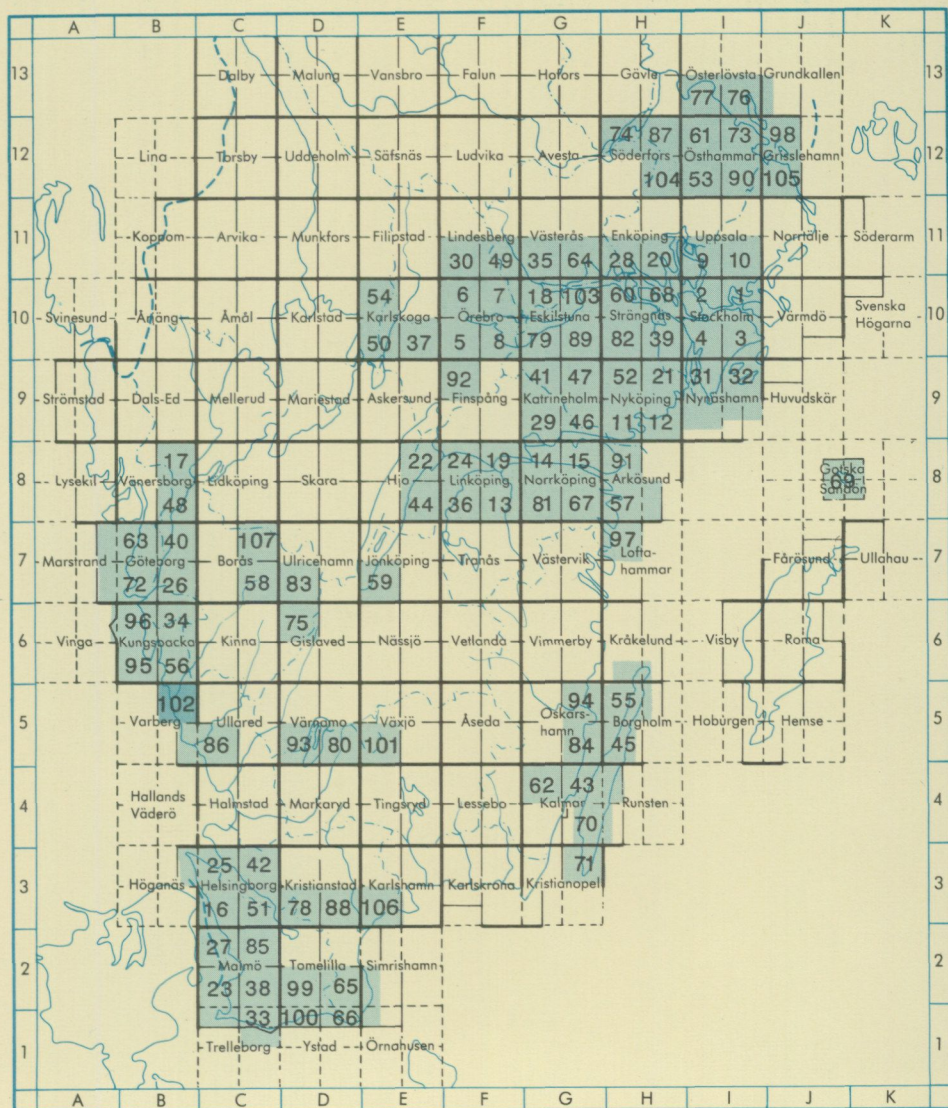 A B C D E F G H I J K
13 Dalby Malung Vansbro Falun Hofors Gävle Österlövsta Grundkallen 13
77 76
74 87 61 73 98
12 Lina Torsby Uddeholm Säfsnäs Ludvika Avesta Söderfors Östhammar Grisslehamn 12
104 53 90 105
11 Koppom Arvika Munkfors Filipstad Lindesberg Västerås Enköping Uppsala Norrtälje Söderarm 11
30 49 35 64 28 20 9 10
54 6 7 18 103 60 68 2 1
10 Svinesund Årjäng Åmål Karlstad Karlskoga Örebro Eskilstuna Strängnäs Stockholm Värmdö Svenska Högarna 10
50 37 5 8 79 89 82 39 4 3
92 41 47 52 21 31 32
9 Strömstad Dals-Ed Mellerud Mariestad Askersund Finspång Katrineholm Nyköping Nynäshamn Huvudskär 9
29 46 11 12
17 22 24 19 14 15 91
8 Lysekil Vänersborg Lidköping Skara Hjo Linköping Norrköping Arkösund Gotska Sandön 69 8
48 44 36 13 81 67 57
63 40 107 97
7 Marstrand Göteborg Borås Ulricehamn Jönköping Tranås Västervik Lofta-hammar Fårösund Ullahau 7
72 26 58 83 59
96 34 75
6 Vinga Kungsbacka Kinna Gislaved Nässjö Vetlanda Vimmerby Kråkelund Visby Roma 6
95 56
102 94 55
5 Varberg Ullared Värnamo Växjö Åseda Oskars-hamn Borgholm Hoburgen Hemse 5
86 93 80 101 84 45
62 43
4 Hallands Väderö Halmstad Markaryd Tingsryd Lessebo Kalmar Runsten 4
70
25 42 71
3 Höganäs Helsingborg Kristianstad Karlshamn Karlskrona Kristianopel 3
16 51 78 88 106
27 85
2 Malmö Tomelilla Simrishamn 2
23 38 99 65
33 100 66
1 Trelleborg Ystad Örnahusen 1
A B C D E F G H I J K